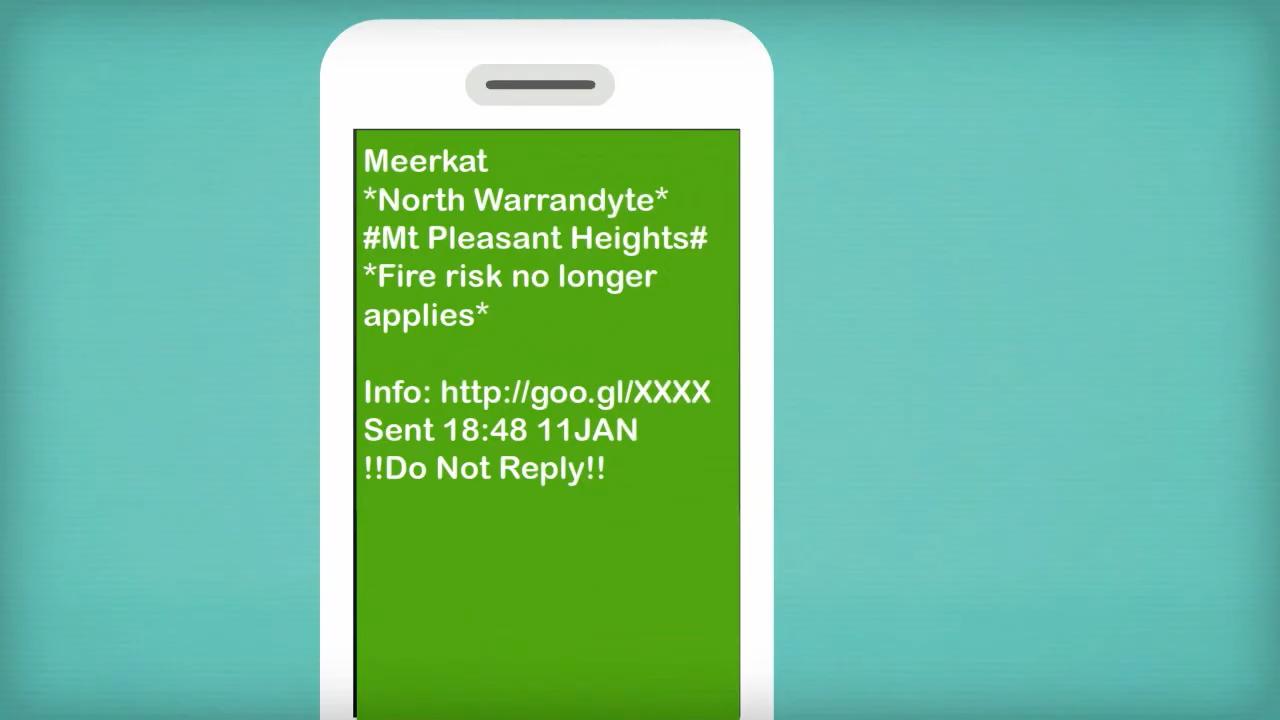 Meerkat
*North Warrandyte*
#Mt Pleasant Heights#
*Fire risk no longer
applies*
Info: http://goo.gl/XXXX
Sent 18:48 11JAN
!!Do Not Reply!!